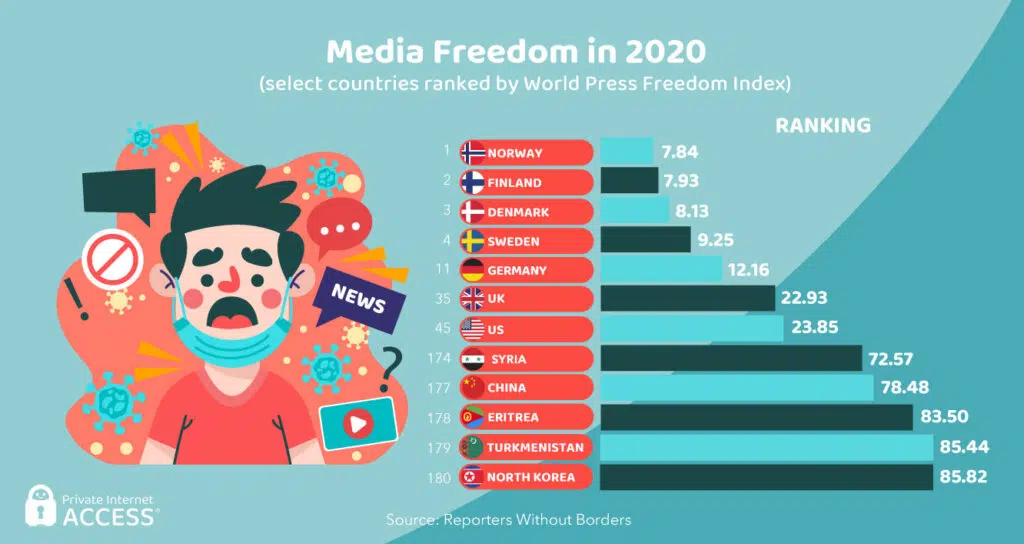 Media Freedom in 2020
(select countries ranked by World Press Freedom Index)
RANKING
1 NORWAY 7.84
2 FINLAND 7.93
3 DENMARK 8.13
4 SWEDEN 9.25
11 GERMANY 12.16
35 UK 22.93
45 US 23.85
174 SYRIA 72.57
177 CHINA 78.48
178 ERITREA 83.50
179 TURKMENISTAN 85.44
180 NORTH KOREA 85.82
!
NEWS
?
Private Internet
ACCESS®
Source: Reporters Without Borders